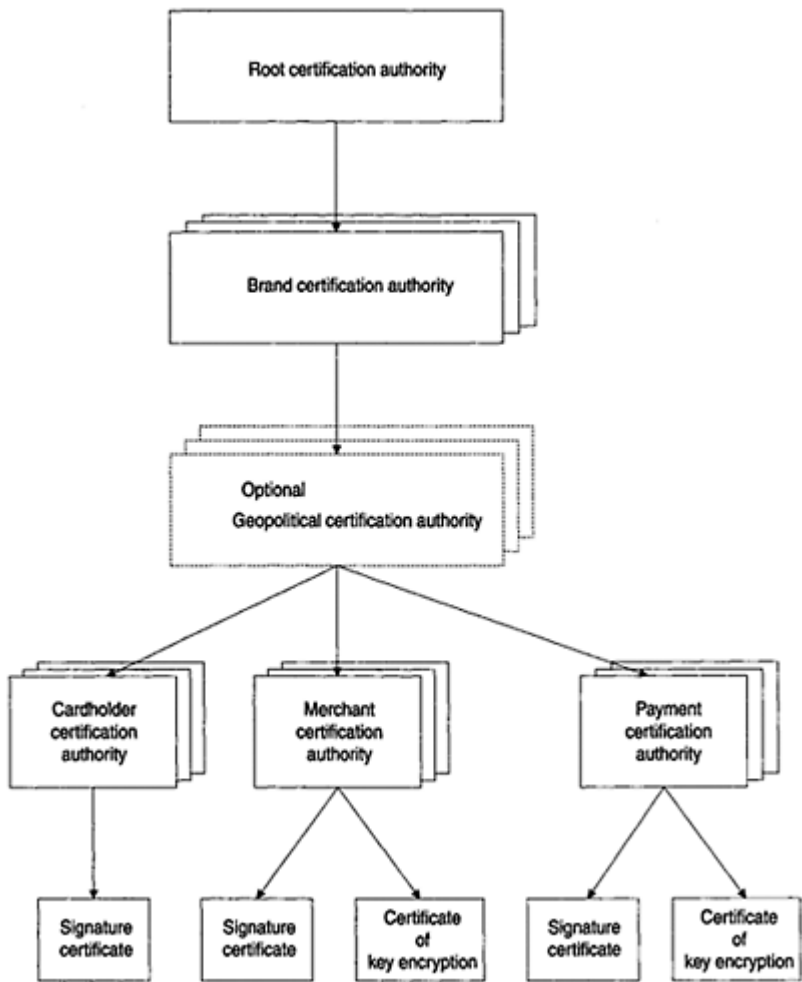 Root certification authority
Brand certification authority
Optional
Geopolitical certification authority
Cardholder
certification
authority
Merchant
certification
authority
Payment
certification
authority
Signature
certificate
Signature
certificate
Certificate
of
key encryption
Signature
certificate
Certificate
of
key encryption